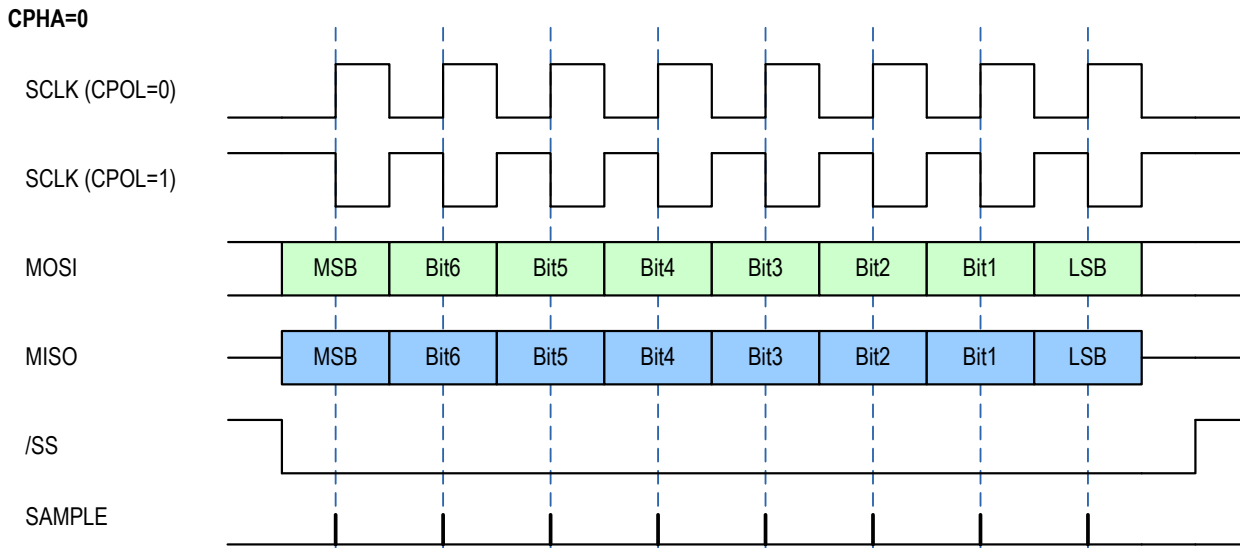 CPHA=0
SCLK (CPOL=0)
SCLK (CPOL=1)
MOSI MSB Bit6 Bit5 Bit4 Bit3 Bit2 Bit1 LSB
MISO MSB Bit6 Bit5 Bit4 Bit3 Bit2 Bit1 LSB
/SS
SAMPLE